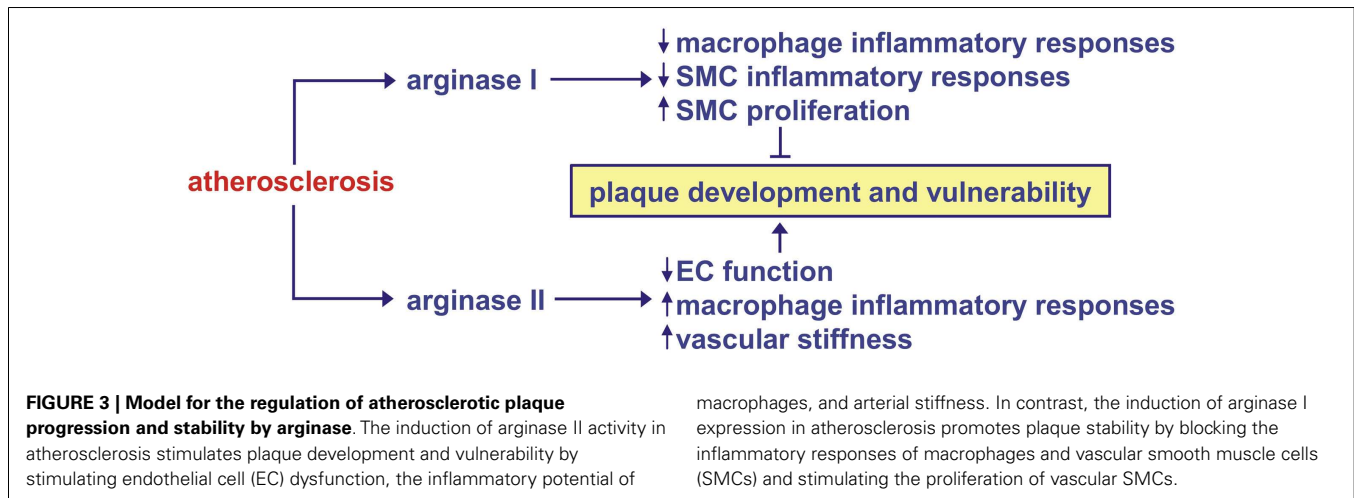 ↓ macrophage inflammatory responses
arginase I
↓ SMC inflammatory responses
↑ SMC proliferation
atherosclerosis
plaque development and vulnerability
↓ EC function
arginase II
↑ macrophage inflammatory responses
↑ vascular stiffness
FIGURE 3 | Model for the regulation of atherosclerotic plaque
progression and stability by arginase. The induction of arginase II activity in
atherosclerosis stimulates plaque development and vulnerability by
stimulating endothelial cell (EC) dysfunction, the inflammatory potential of
macrophages, and arterial stiffness. In contrast, the induction of arginase I
expression in atherosclerosis promotes plaque stability by blocking the
inflammatory responses of macrophages and vascular smooth muscle cells
(SMCs) and stimulating the proliferation of vascular SMCs.